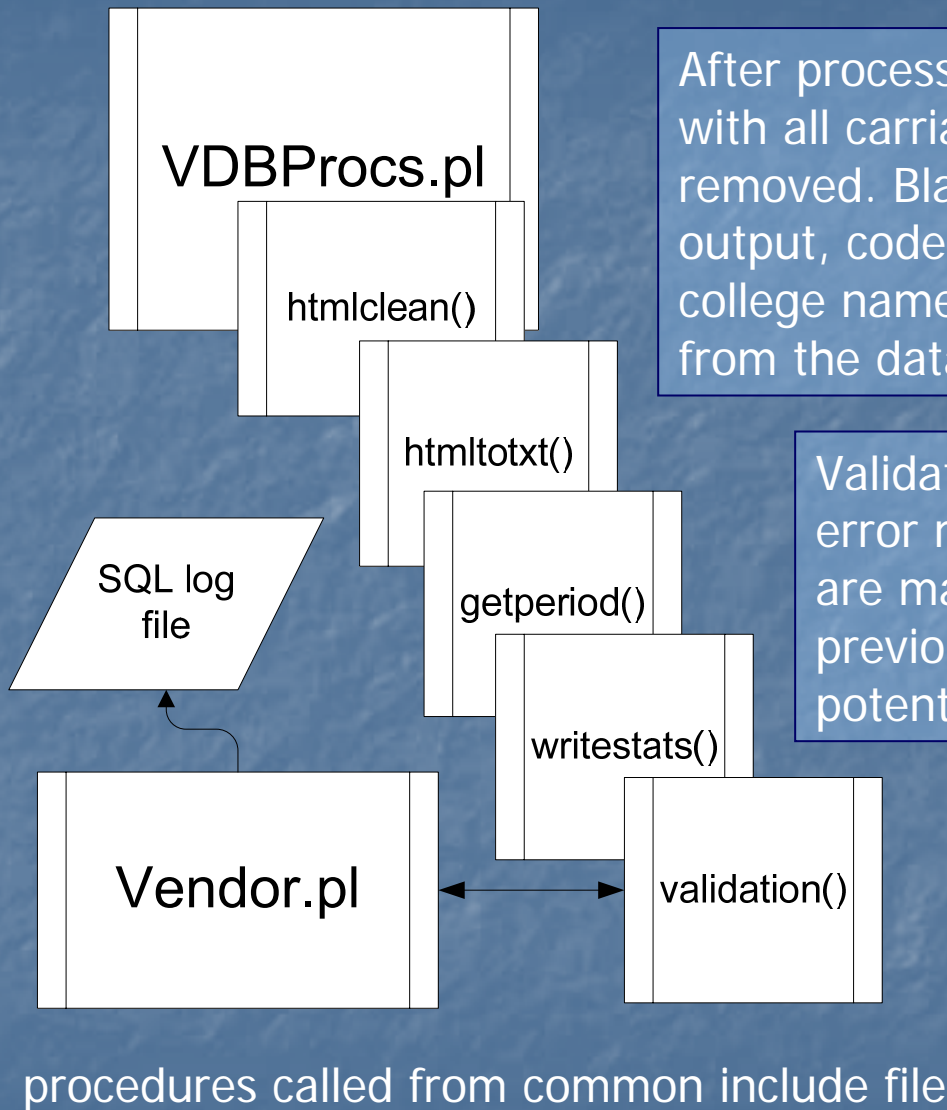 VDBProcs.pl
htmlclean()
htmltotxt()
getperiod()
writestats()
validation()
SQL log
file
Vendor.pl
After process
with all carria
removed. Bla
output, code
college name
from the data
Validat
error r
are ma
previo
potent
procedures called from common include file